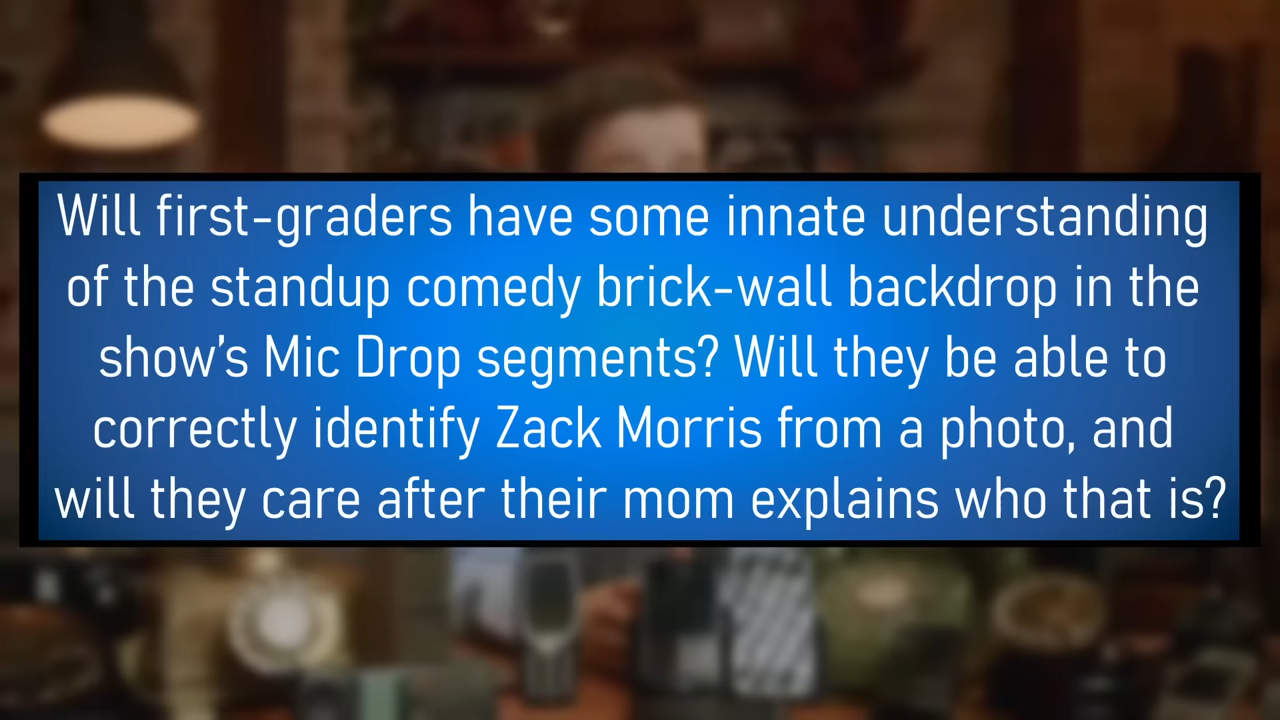 Will first-graders have some innate understanding
of the standup comedy brick-wall backdrop in the
show’s Mic Drop segments? Will they be able to
correctly identify Zack Morris from a photo, and
will they care after their mom explains who that is?